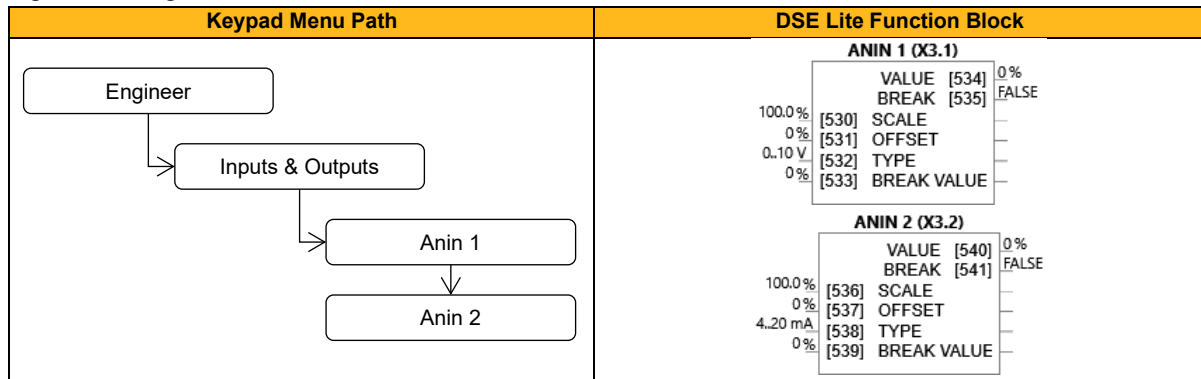 Keypad Menu Path
DSE Lite Function Block
Engineer
Inputs & Outputs
Anin 1
Anin 2
ANIN 1 (X3.1)
VALUE [534] 0 %
BREAK [535] FALSE
100.0 % [530] SCALE
0 % [531] OFFSET
0..10 V [532] TYPE
0 % [533] BREAK VALUE
ANIN 2 (X3.2)
VALUE [540] 0 %
BREAK [541] FALSE
100.0 % [536] SCALE
0 % [537] OFFSET
4..20 mA [538] TYPE
0 % [539] BREAK VALUE